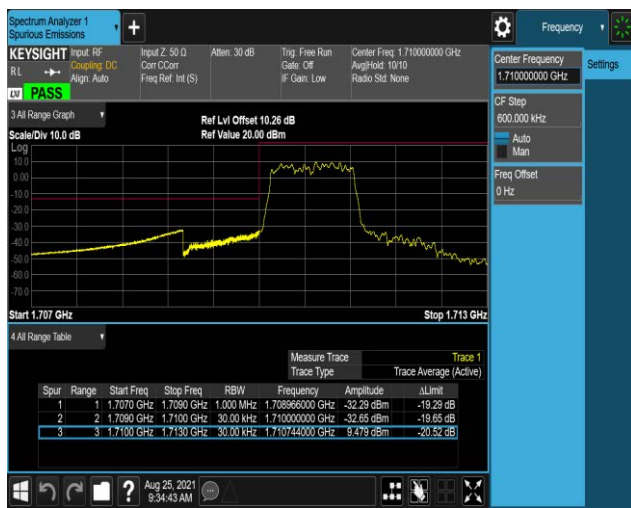 Spectrum Analyzer 1
Spurious Emissions
Frequency
KEYSIGHT Input: RF Input Z: 50 Ω Atten: 30 dB Trig: Free Run Center Freq: 1.710000000 GHz
RL Coupling: DC Corr CCorr Gate: Off Avg|Hold: 10/10
Align: Auto Freq Ref: Int (S) IF Gain: Low Radio Std: None
LXI PASS
3 All Range Graph
Ref Lvl Offset 10.26 dB
Scale/Div 10.0 dB Ref Value 20.00 dBm
Log
10.0
0.00
-10.0
-20.0
-30.0
-40.0
-50.0
-60.0
-70.0
Start 1.707 GHz Stop 1.713 GHz
4 All Range Table
Measure Trace Trace 1
Trace Type Trace Average (Active)
Spur Range Start Freq Stop Freq RBW Frequency Amplitude ΔLimit
1 1 1.7070 GHz 1.7090 GHz 1.000 MHz 1.708966000 GHz -32.29 dBm -19.29 dB
2 2 1.7090 GHz 1.7100 GHz 30.00 kHz 1.710000000 GHz -32.65 dBm -19.65 dB
3 3 1.7100 GHz 1.7130 GHz 30.00 kHz 1.710744000 GHz 9.479 dBm -20.52 dB
Aug 25, 2021
9:34:43 AM
Center Frequency
1.710000000 GHz
Settings
CF Step
600.000 kHz
Auto
Man
Freq Offset
0 Hz